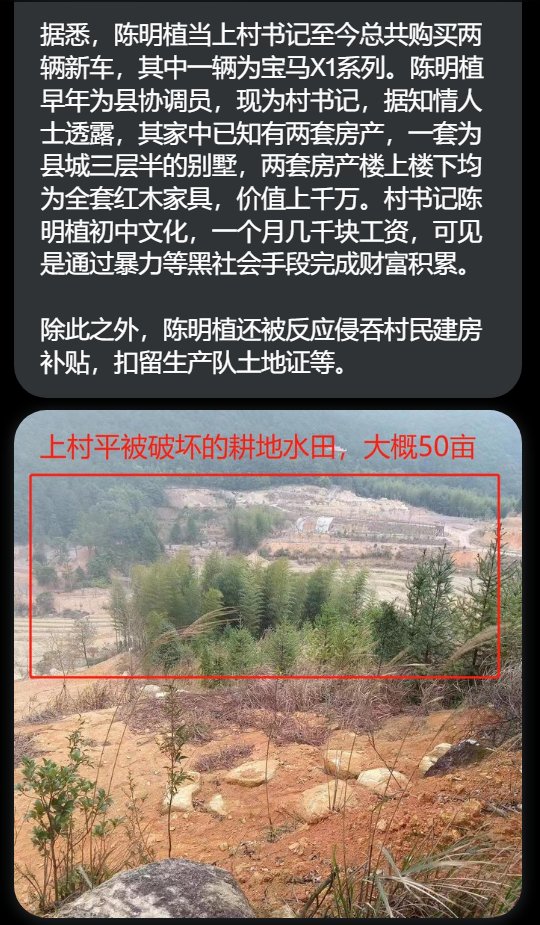 据悉，陈明植当上村书记至今总共购买两
辆新车，其中一辆为宝马X1系列。陈明植
早年为县协调员，现为村书记，据知情人
士透露，其家中已知有两套房产，一套为
县城三层半的别墅，两套房产楼上楼下均
为全套红木家具，价值上千万。村书记陈
明植初中文化，一个月几千块工资，可见
是通过暴力等黑社会手段完成财富积累。
除此之外，陈明植还被反应侵吞村民建房
补贴，扣留生产队土地证等。
上村平被破坏的耕地水田，大概50亩